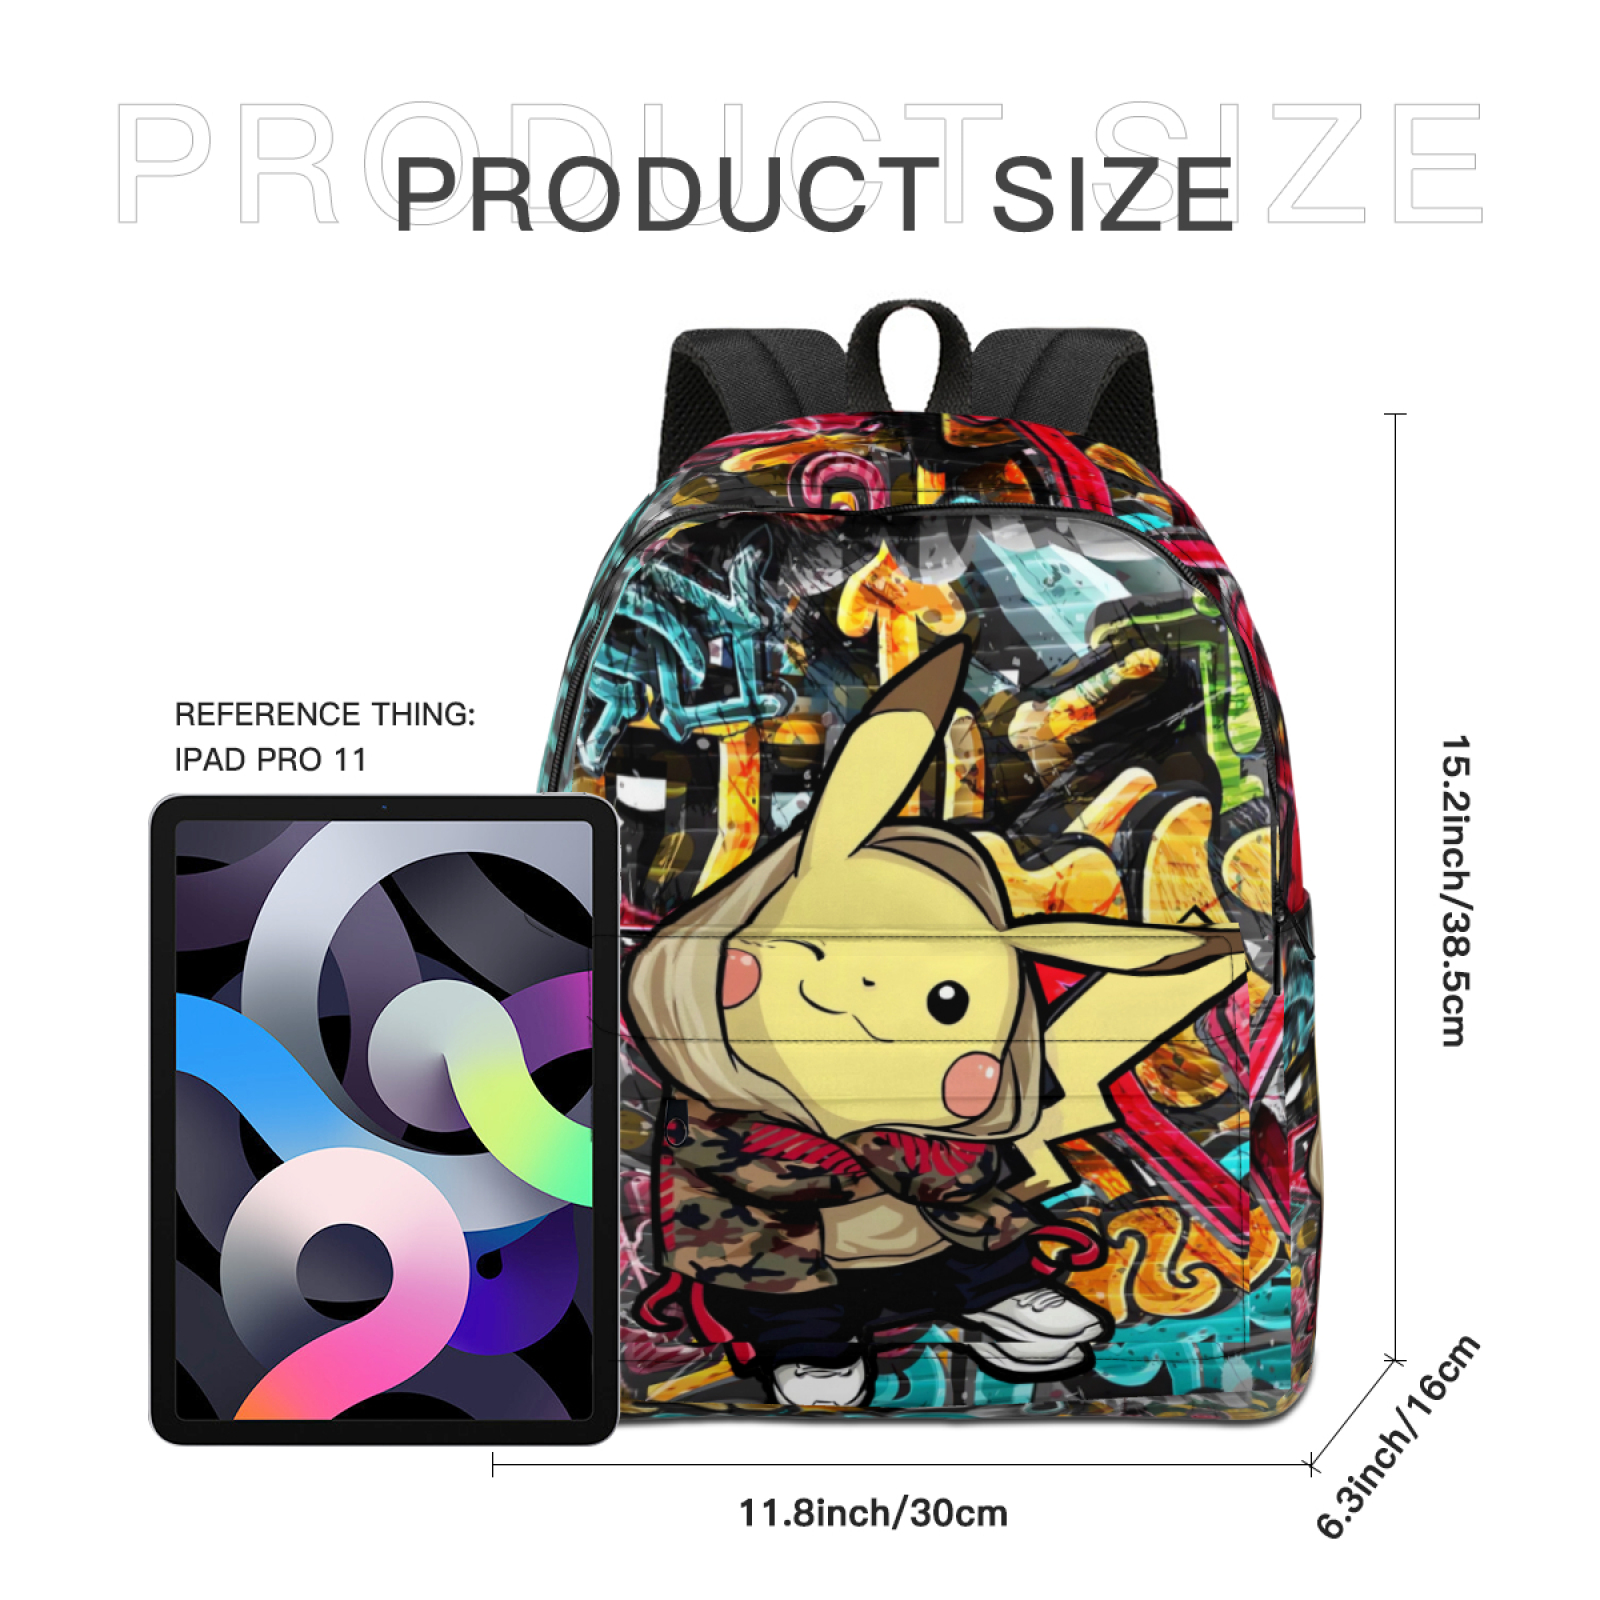 PRODUCT SIZE
PRODUCT SIZE
REFERENCE THING:
IPAD PRO 11
15.2inch/38.5cm
6.3inch/16cm
11.8inch/30cm